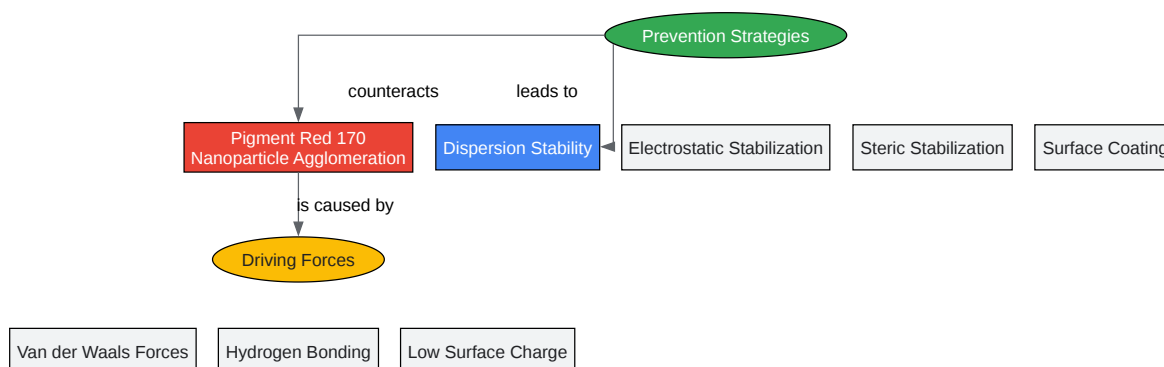 Prevention Strategies
counteracts
leads to
Pigment Red 170
Nanoparticle Agglomeration
Dispersion Stability
Electrostatic Stabilization
Steric Stabilization
Surface Coating
is caused by
Driving Forces
Van der Waals Forces
Hydrogen Bonding
Low Surface Charge